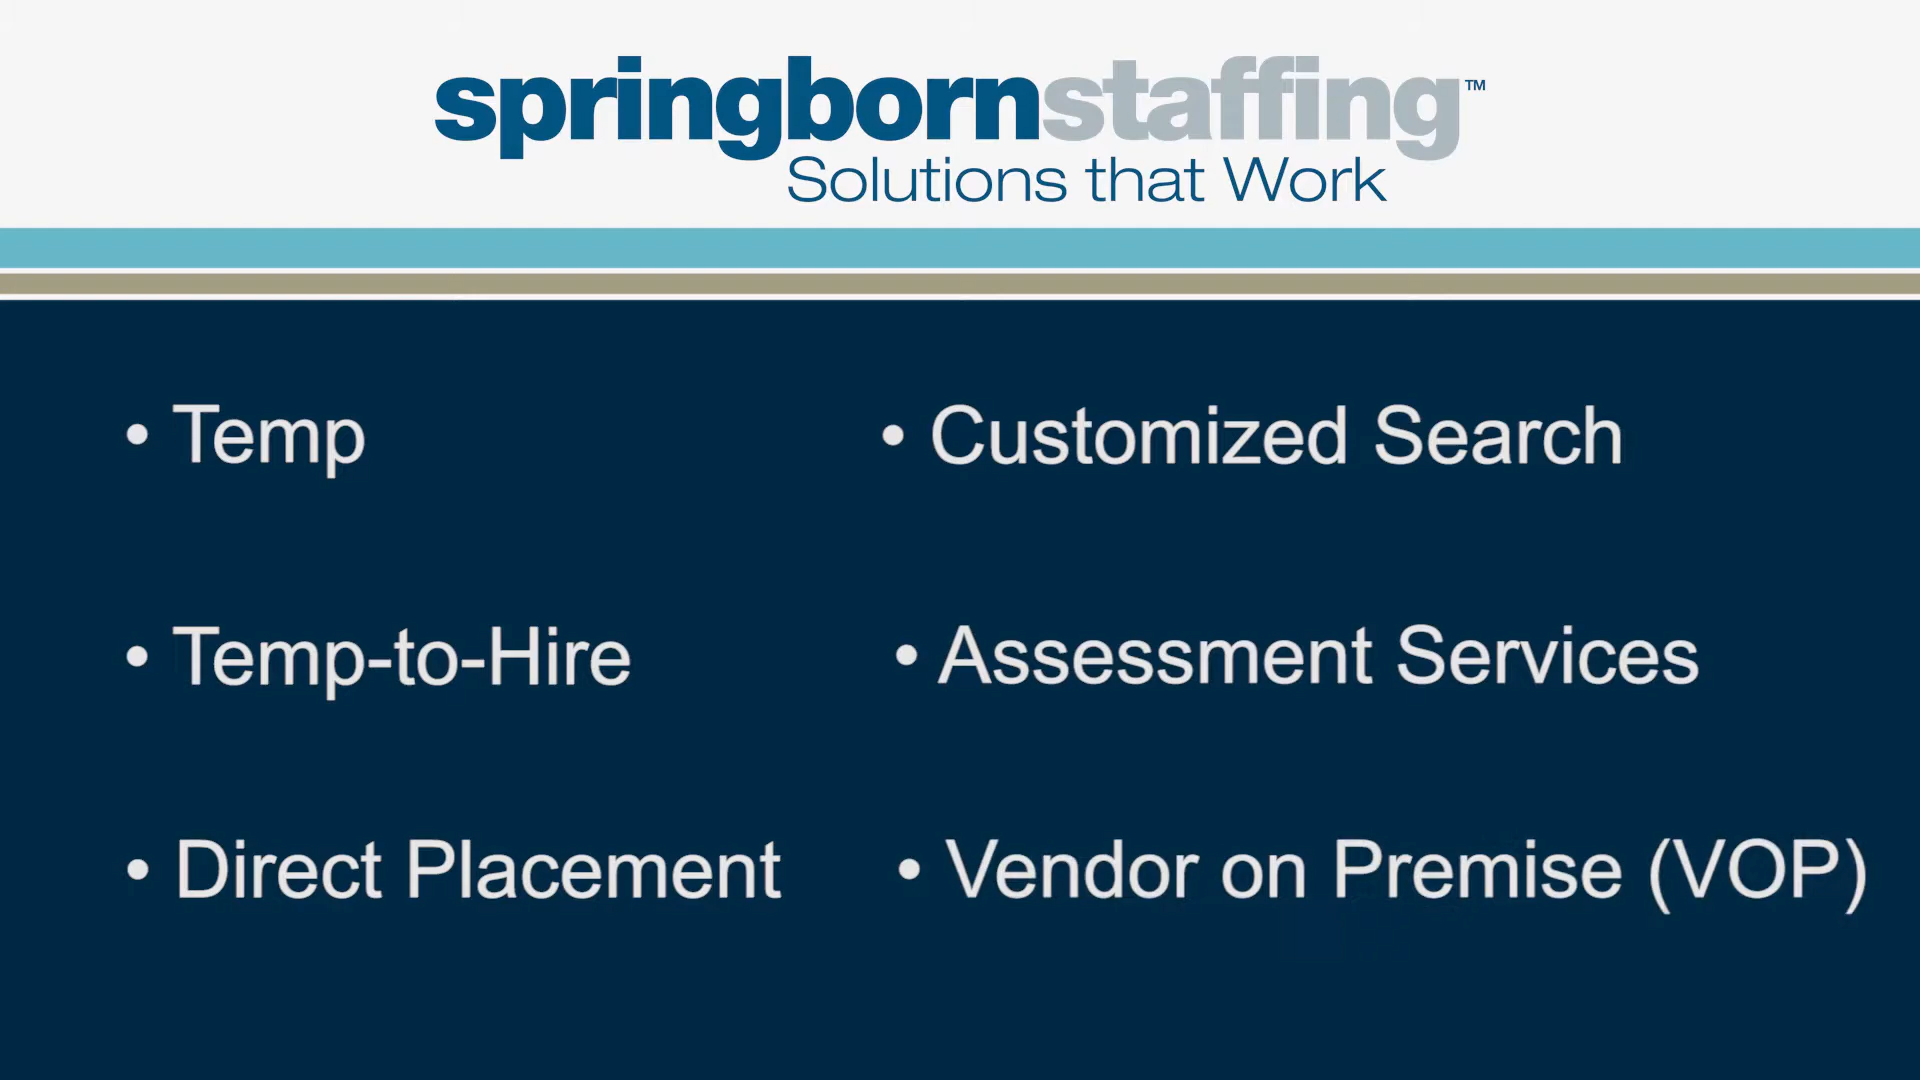 springbornstaffing™
Solutions that Work
• Temp
• Temp-to-Hire
• Direct Placement
• Customized Search
• Assessment Services
• Vendor on Premise (VOP)